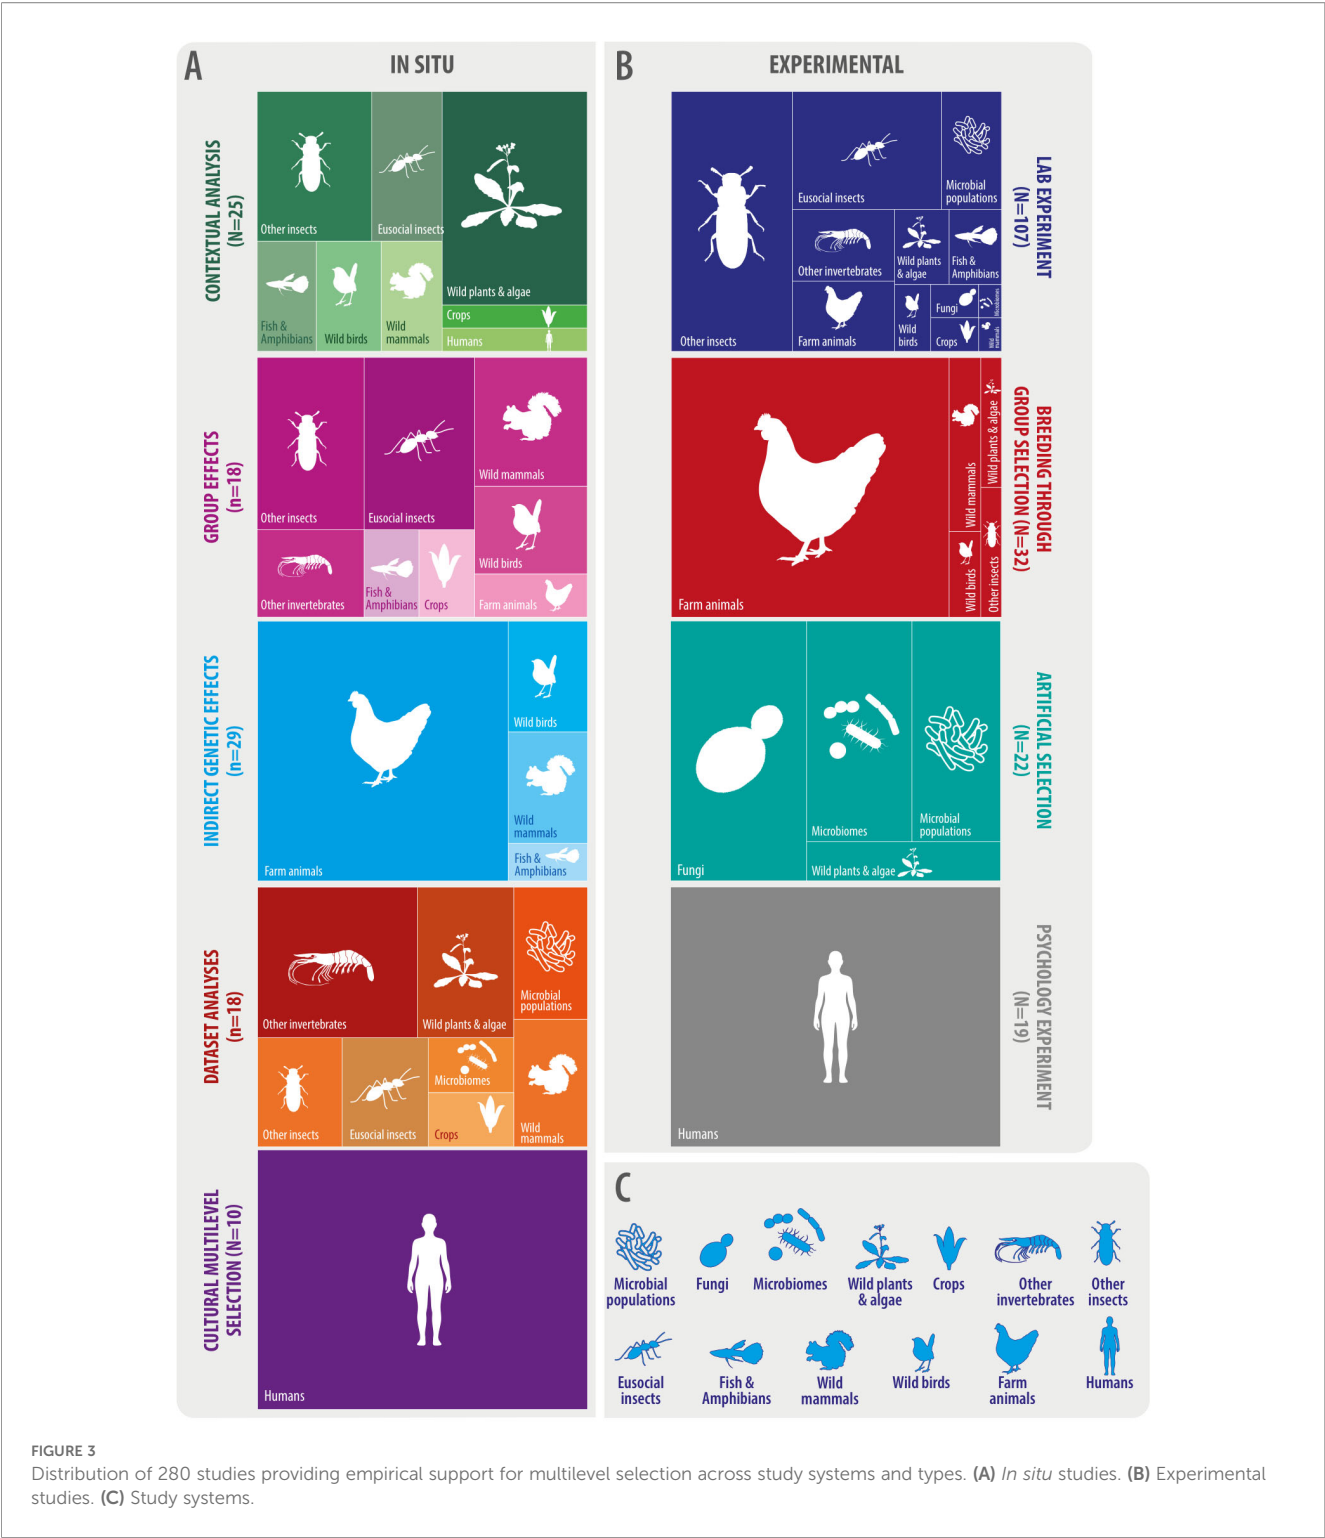 A
IN SITU
CONTEXTUAL ANALYSIS
(N=25)
Other insects
Eusocial insects
Wild plants & algae
Fish &
Amphibians
Wild birds
Wild
mammals
Crops
Humans
GROUP EFFECTS
(n=18)
Other insects
Eusocial insects
Wild mammals
Wild birds
Other invertebrates
Fish &
Amphibians
Crops
Farm animals
INDIRECT GENETIC EFFECTS
(n=29)
Farm animals
Wild birds
Wild
mammals
Fish &
Amphibians
DATASET ANALYSES
(n=18)
Other invertebrates
Wild plants & algae
Microbial
populations
Other insects
Eusocial insects
Microbiomes
Crops
Wild
mammals
CULTURAL MULTILEVEL
SELECTION (N=10)
Humans
B
EXPERIMENTAL
LAB EXPERIMENT
(N=107)
Other insects
Eusocial insects
Microbial
populations
Other invertebrates
Wild plants
& algae
Fish &
Amphibians
Farm animals
Wild
birds
Fungi
Microbiomes
Crops
Wild
mammals
BREEDING THROUGH
GROUP SELECTION (N=32)
Farm animals
Wild mammals
Wild plants & algae
Wild birds
Other insects
ARTIFICIAL SELECTION
(N=22)
Fungi
Microbiomes
Microbial
populations
Wild plants & algae
PSYCHOLOGY EXPERIMENT
(N=19)
Humans
C
Microbial
populations
Fungi
Microbiomes
Wild plants
& algae
Crops
Other
invertebrates
Other
insects
Eusocial
insects
Fish &
Amphibians
Wild
mammals
Wild birds
Farm
animals
Humans
FIGURE 3
Distribution of 280 studies providing empirical support for multilevel selection across study systems and types. (A) In situ studies. (B) Experimental
studies. (C) Study systems.